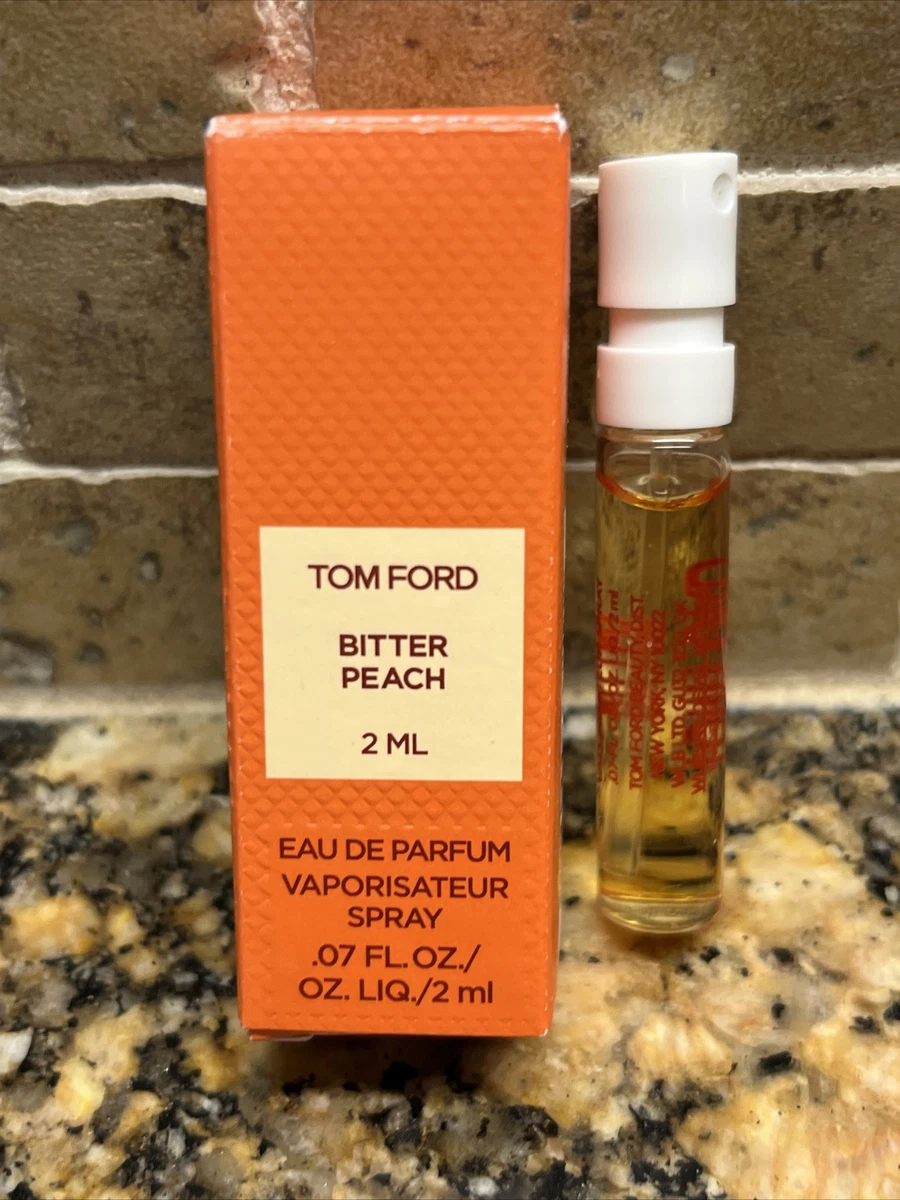 TOM FORD
BITTER
PEACH
2 ML
EAU DE PARFUM
VAPORISATEUR
SPRAY
.07 FL. OZ./
OZ. LIQ./2 ml
TOM FORD BEAUTY, DIST.
NEW YORK, NY 10022